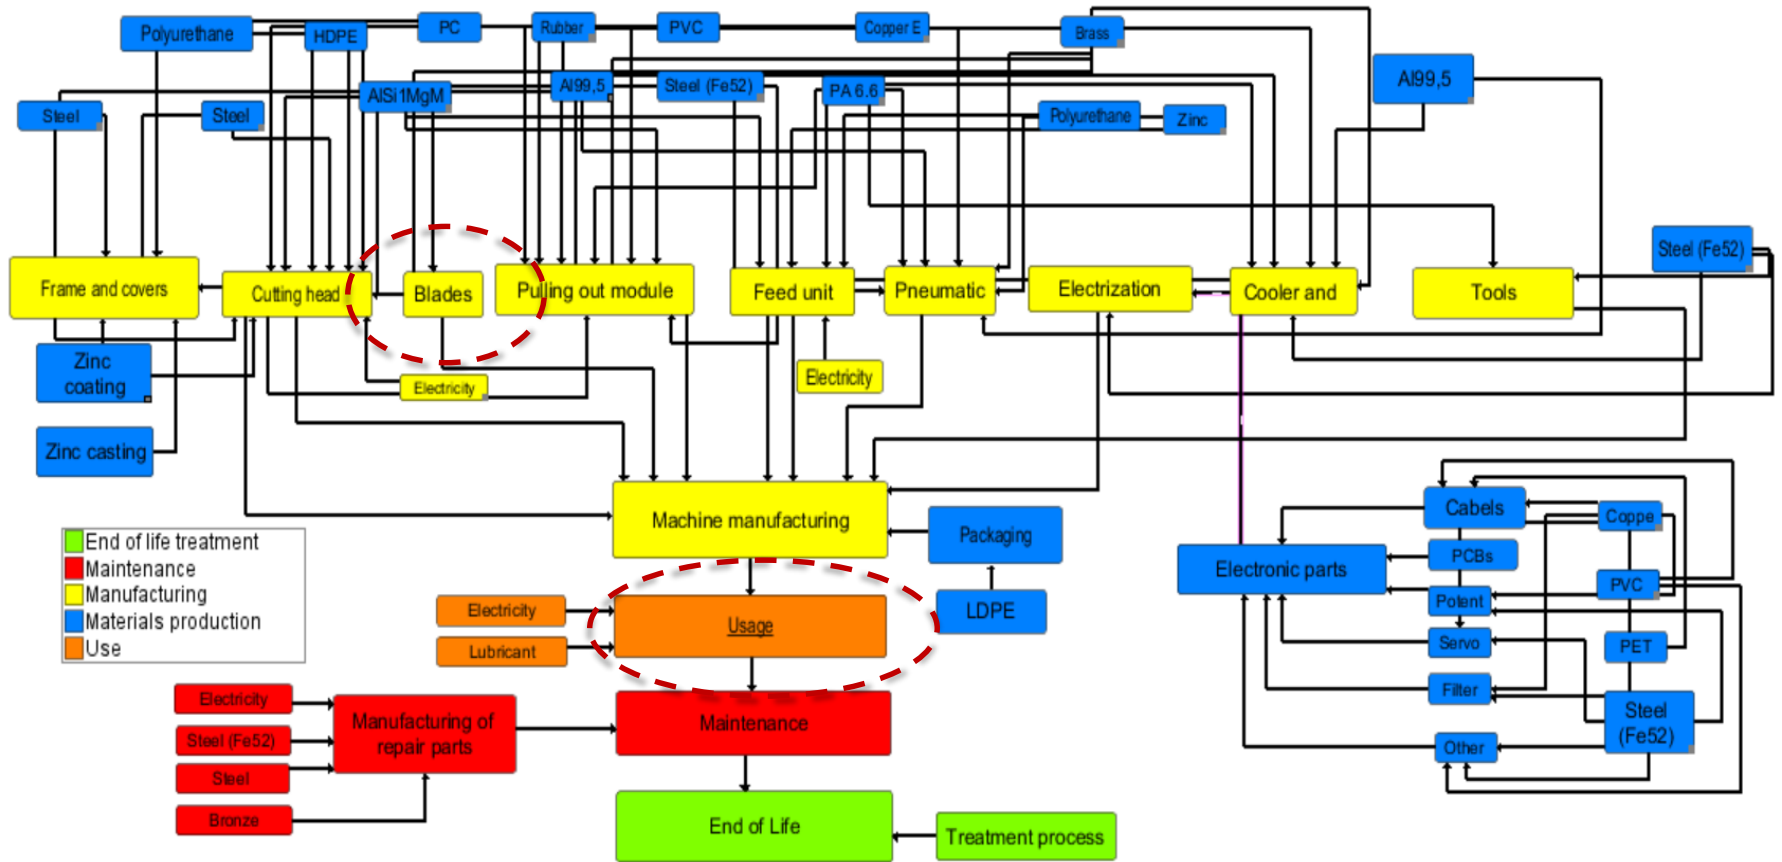 Polyurethane
HDPE
PC
Rubber
PVC
Copper E
Brass
AlSi1MgM
Al99,5
Steel (Fe52)
PA 6.6
Al99,5
Steel
Steel
Polyurethane
Zinc
Steel (Fe52)
Frame and covers
Cutting head
Blades
Pulling out module
Feed unit
Pneumatic
Electrization
Cooler and
Tools
Zinc
coating
Electricity
Electricity
Zinc casting
Machine manufacturing
Packaging
LDPE
Cabels
Coppe
PCBs
Electronic parts
PVC
Potent
Servo
PET
Filter
Steel
(Fe52)
Other
End of life treatment
Maintenance
Manufacturing
Materials production
Use
Electricity
Lubricant
Usage
Electricity
Steel (Fe52)
Steel
Bronze
Manufacturing of
repair parts
Maintenance
End of Life
Treatment process